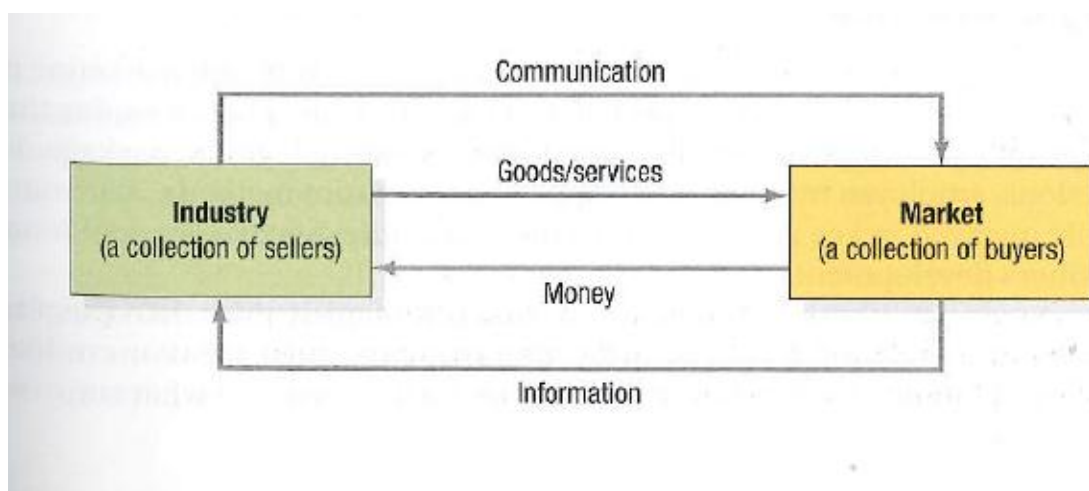 Communication
Goods/services
Industry
(a collection of sellers)
Market
(a collection of buyers)
Money
Information